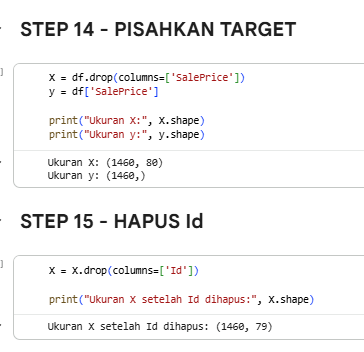 STEP 14 - PISAHKAN TARGET
X = df.drop(columns=['SalePrice'])
y = df['SalePrice']
print("Ukuran X:", X.shape)
print("Ukuran y:", y.shape)
Ukuran X: (1460, 80)
Ukuran y: (1460,)
STEP 15 - HAPUS Id
X = X.drop(columns=['Id'])
print("Ukuran X setelah Id dihapus:", X.shape)
Ukuran X setelah Id dihapus: (1460, 79)